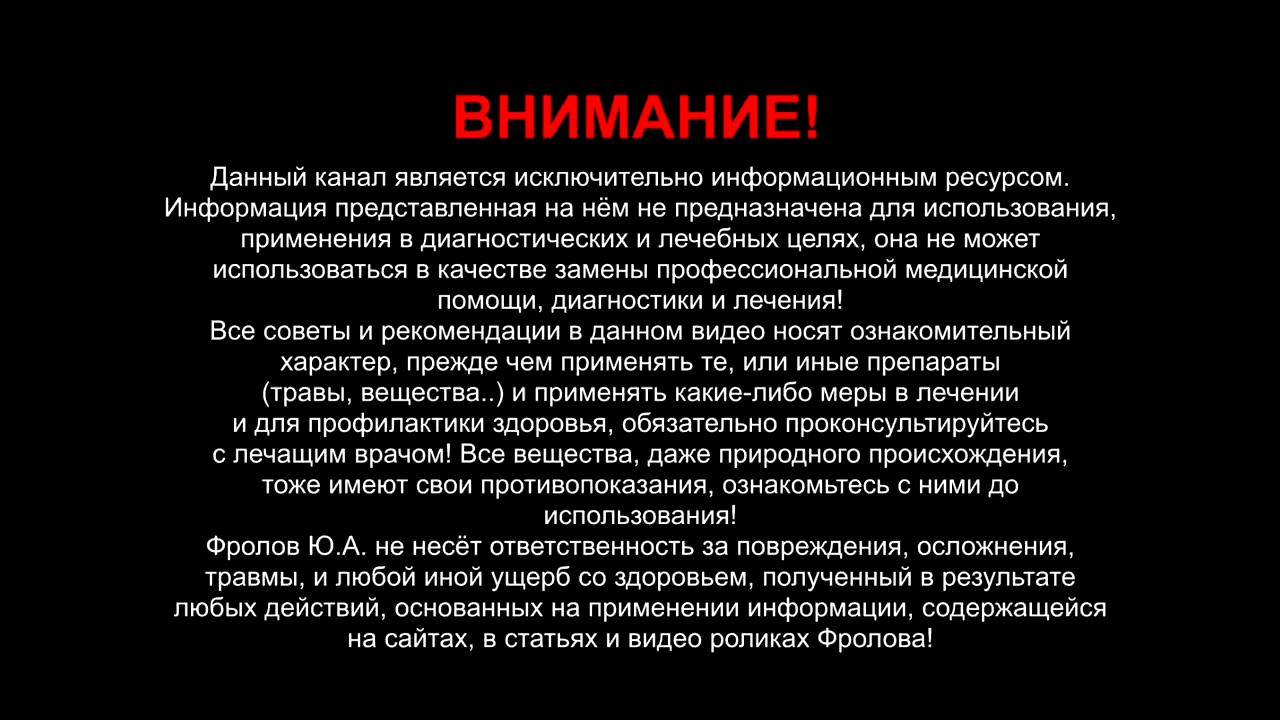 ВНИМАНИЕ!
Данный канал является исключительно информационным ресурсом.
Информация представленная на нём не предназначена для использования,
применения в диагностических и лечебных целях, она не может
использоваться в качестве замены профессиональной медицинской
помощи, диагностики и лечения!
Все советы и рекомендации в данном видео носят ознакомительный
характер, прежде чем применять те, или иные препараты
(травы, вещества..) и применять какие-либо меры в лечении
и для профилактики здоровья, обязательно проконсультируйтесь
с лечащим врачом! Все вещества, даже природного происхождения,
тоже имеют свои противопоказания, ознакомьтесь с ними до
использования!
Фролов Ю.А. не несёт ответственность за повреждения, осложнения,
травмы, и любой иной ущерб со здоровьем, полученный в результате
любых действий, основанных на применении информации, содержащейся
на сайтах, в статьях и видео роликах Фролова!